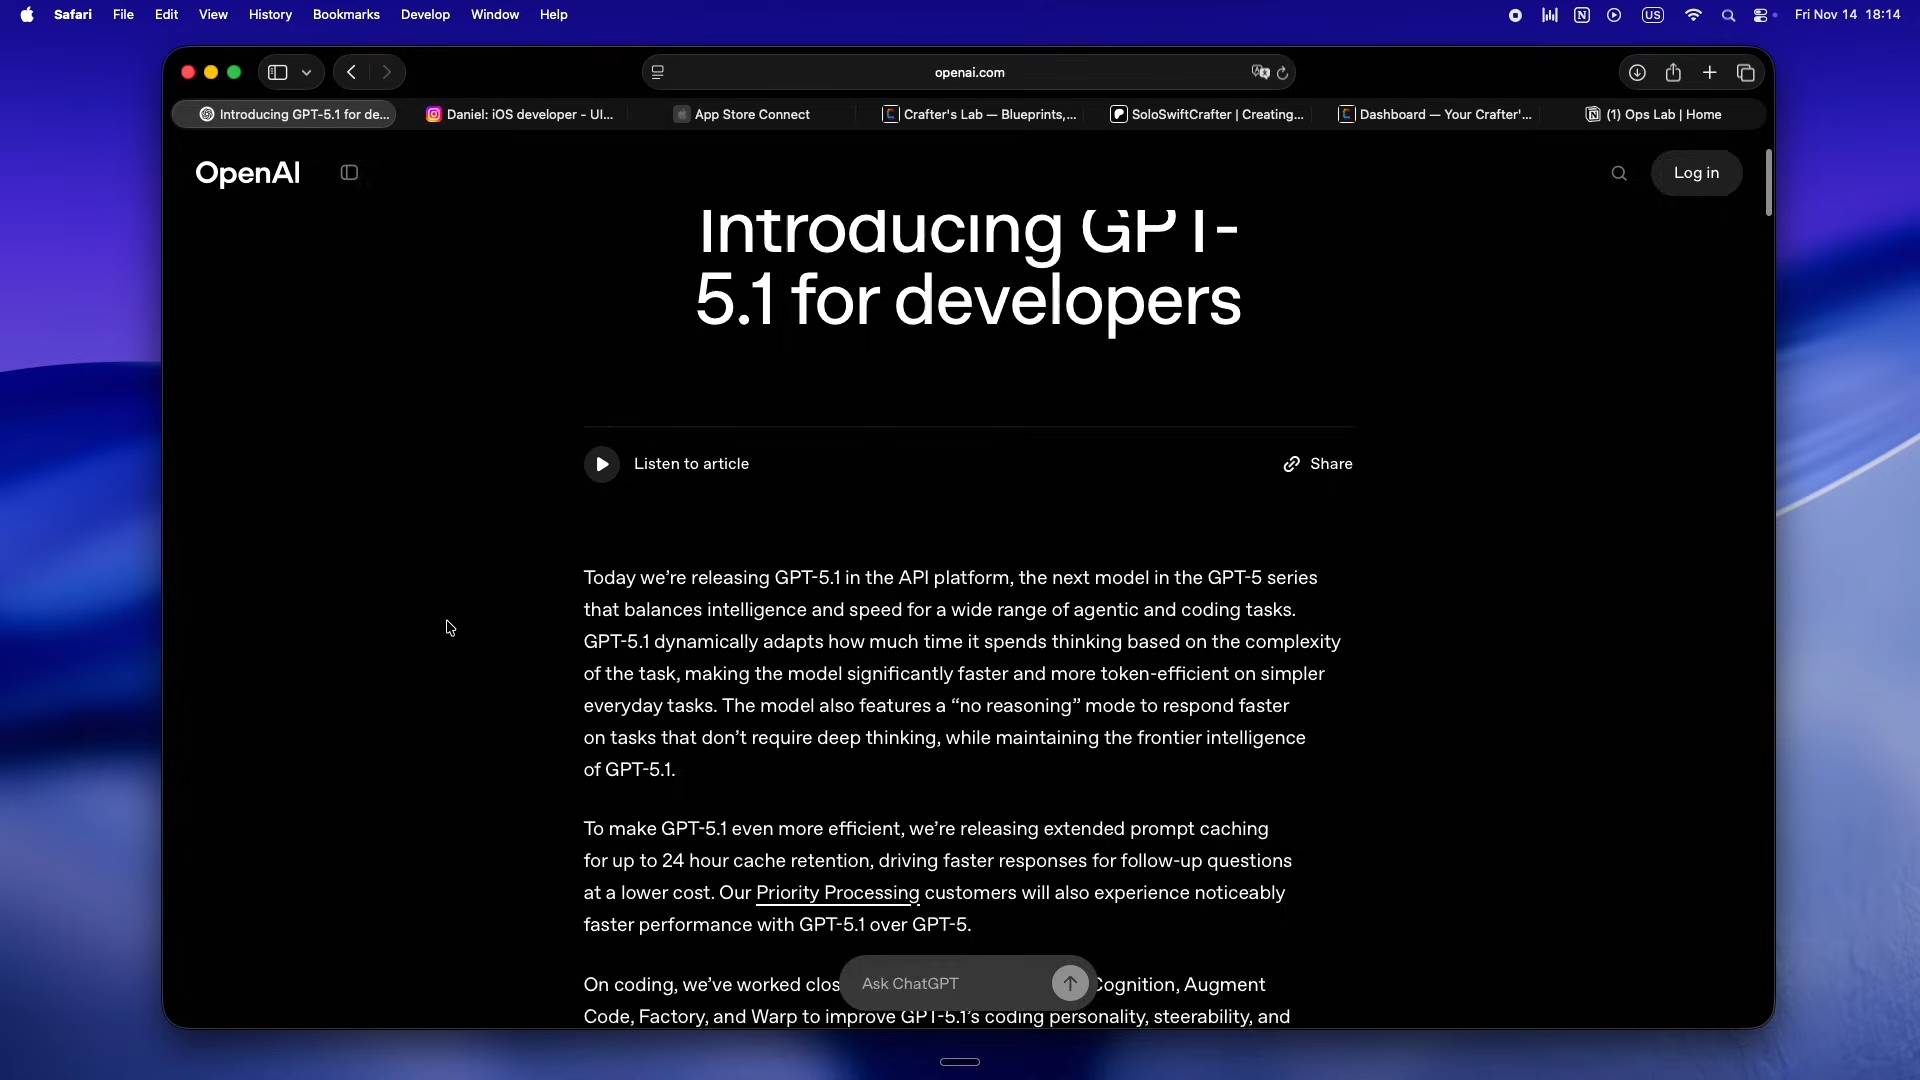 Safari File Edit View History Bookmarks Develop Window Help
US
Fri Nov 14 18:14
openai.com
Introducing GPT-5.1 for de...
Daniel: iOS developer - UI...
App Store Connect
Crafter's Lab — Blueprints,...
SoloSwiftCrafter | Creating...
Dashboard — Your Crafter'...
(1) Ops Lab | Home
OpenAI
Log in
Introducing GPT-
5.1 for developers
Listen to article
Share
Today we’re releasing GPT-5.1 in the API platform, the next model in the GPT-5 series
that balances intelligence and speed for a wide range of agentic and coding tasks.
GPT-5.1 dynamically adapts how much time it spends thinking based on the complexity
of the task, making the model significantly faster and more token-efficient on simpler
everyday tasks. The model also features a “no reasoning” mode to respond faster
on tasks that don’t require deep thinking, while maintaining the frontier intelligence
of GPT-5.1.
To make GPT-5.1 even more efficient, we’re releasing extended prompt caching
for up to 24 hour cache retention, driving faster responses for follow-up questions
at a lower cost. Our Priority Processing customers will also experience noticeably
faster performance with GPT-5.1 over GPT-5.
On coding, we’ve worked clos Cognition, Augment
Ask ChatGPT
Code, Factory, and Warp to improve GPT-5.1’s coding personality, steerability, and